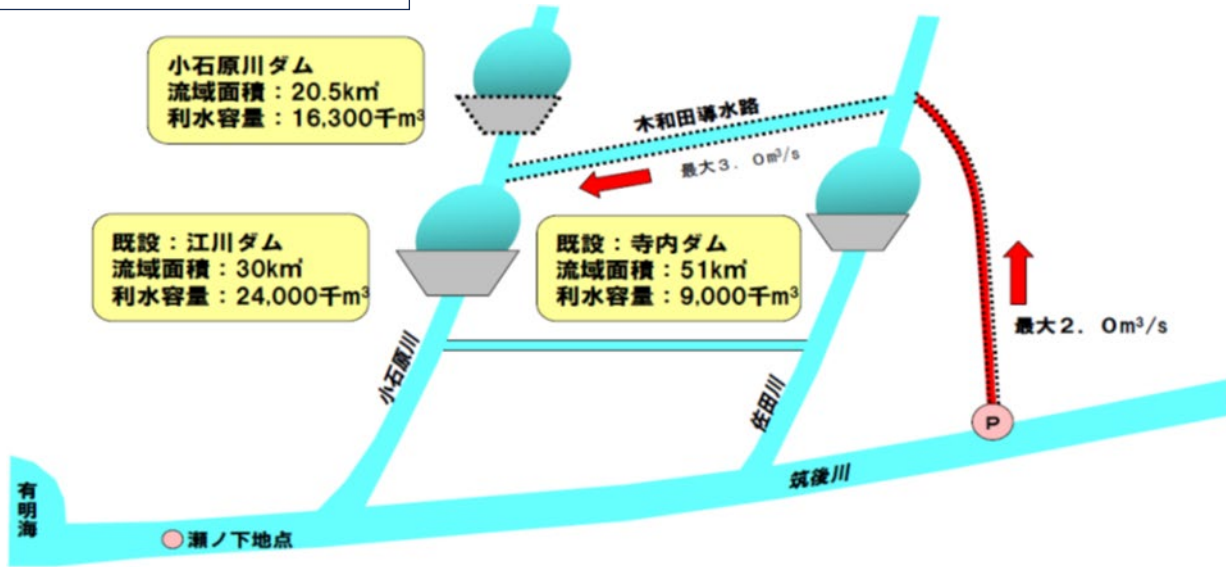 小石原川ダム
流域面積：20.5k㎡
利水容量：16,300千m³
木和田導水路
最大３．０m³/s
既設：江川ダム
流域面積：30k㎡
利水容量：24,000千m³
既設：寺内ダム
流域面積：51k㎡
利水容量：9,000千m³
最大２．０m³/s
小石原川
佐田川
P
筑後川
有明海
瀬ノ下地点